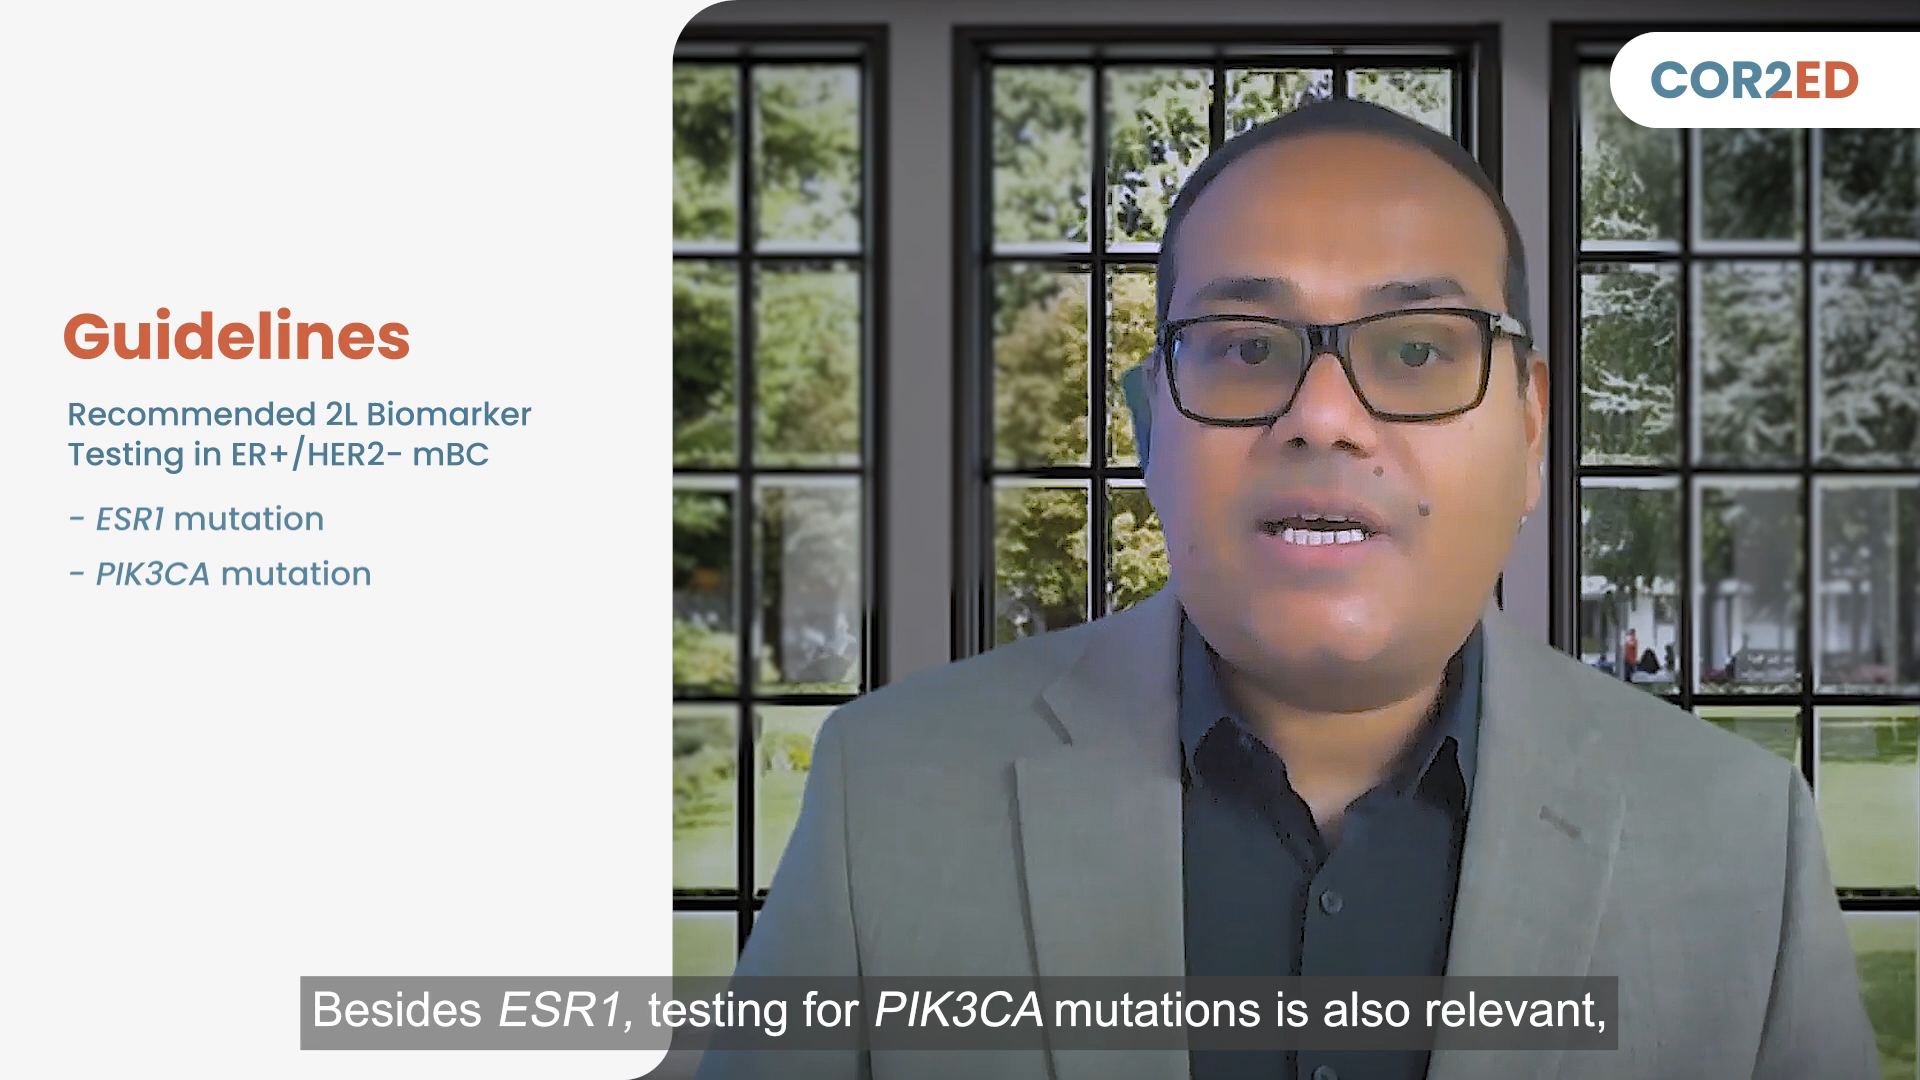 COR2ED
Guidelines
Recommended 2L Biomarker
Testing in ER+/HER2- mBC
- ESR1 mutation
- PIK3CA mutation
Besides ESR1, testing for PIK3CA mutations is also relevant,